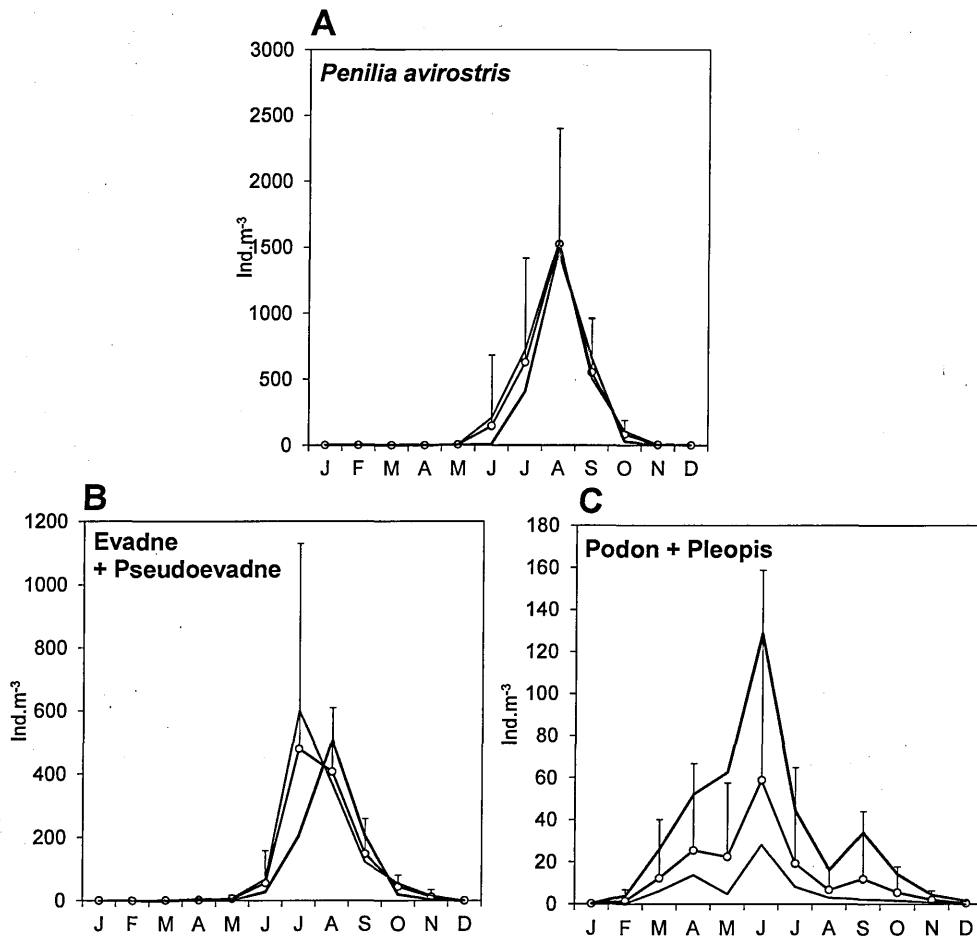 A
Penilia avirostris
3000
2500
2000
1500
1000
500
0
Ind.m-3
J F M A M J J A S O N D
B
Evadne
+ Pseudoevadne
1200
1000
800
600
400
200
0
Ind.m-3
J F M A M J J A S O N D
C
Podon + Pleopis
180
160
140
120
100
80
60
40
20
0
Ind.m-3
J F M A M J J A S O N D